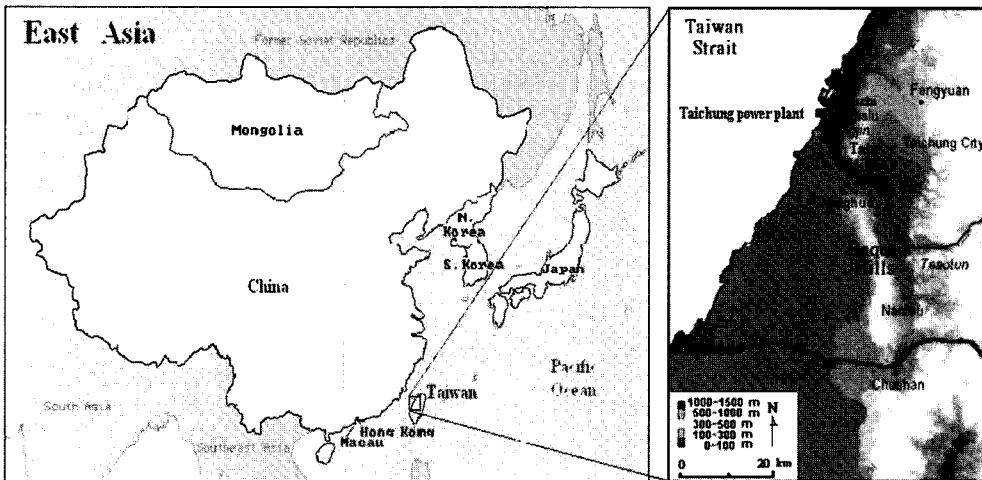 East Asia
Former Soviet Republics
Mongolia
N. Korea
S. Korea
Japan
China
Taiwan
Pacific
Ocean
Hong Kong
Macau
South Asia
Southeast Asia
Taiwan
Strait
Taichung power plant
Fengyuan
Taichung City
Tsaotun
Chushan
1000-1500 m
500-1000 m
300-500 m
100-300 m
0-100 m
N
0 20 km